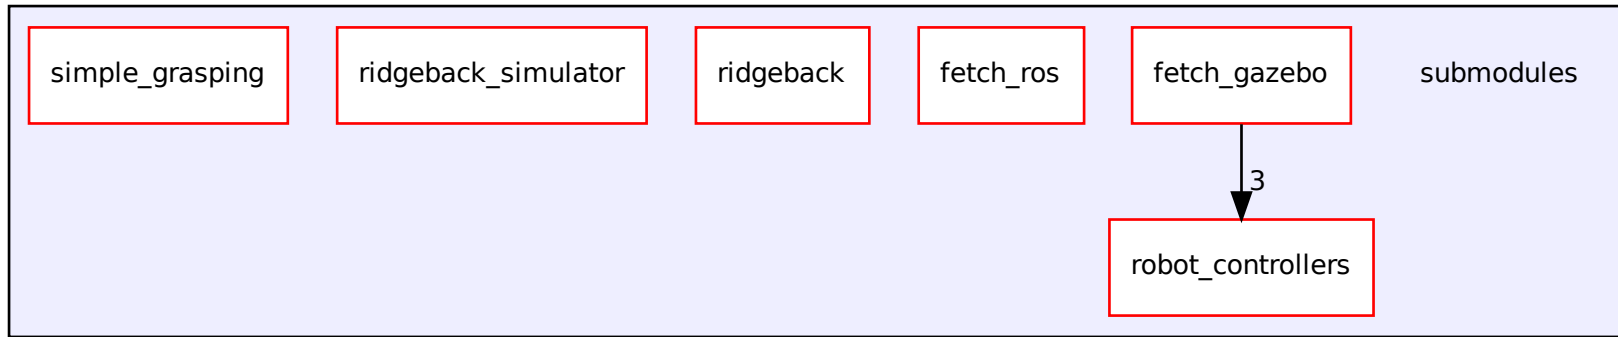 simple_grasping
ridgeback_simulator
ridgeback
fetch_ros
fetch_gazebo
submodules
3
robot_controllers